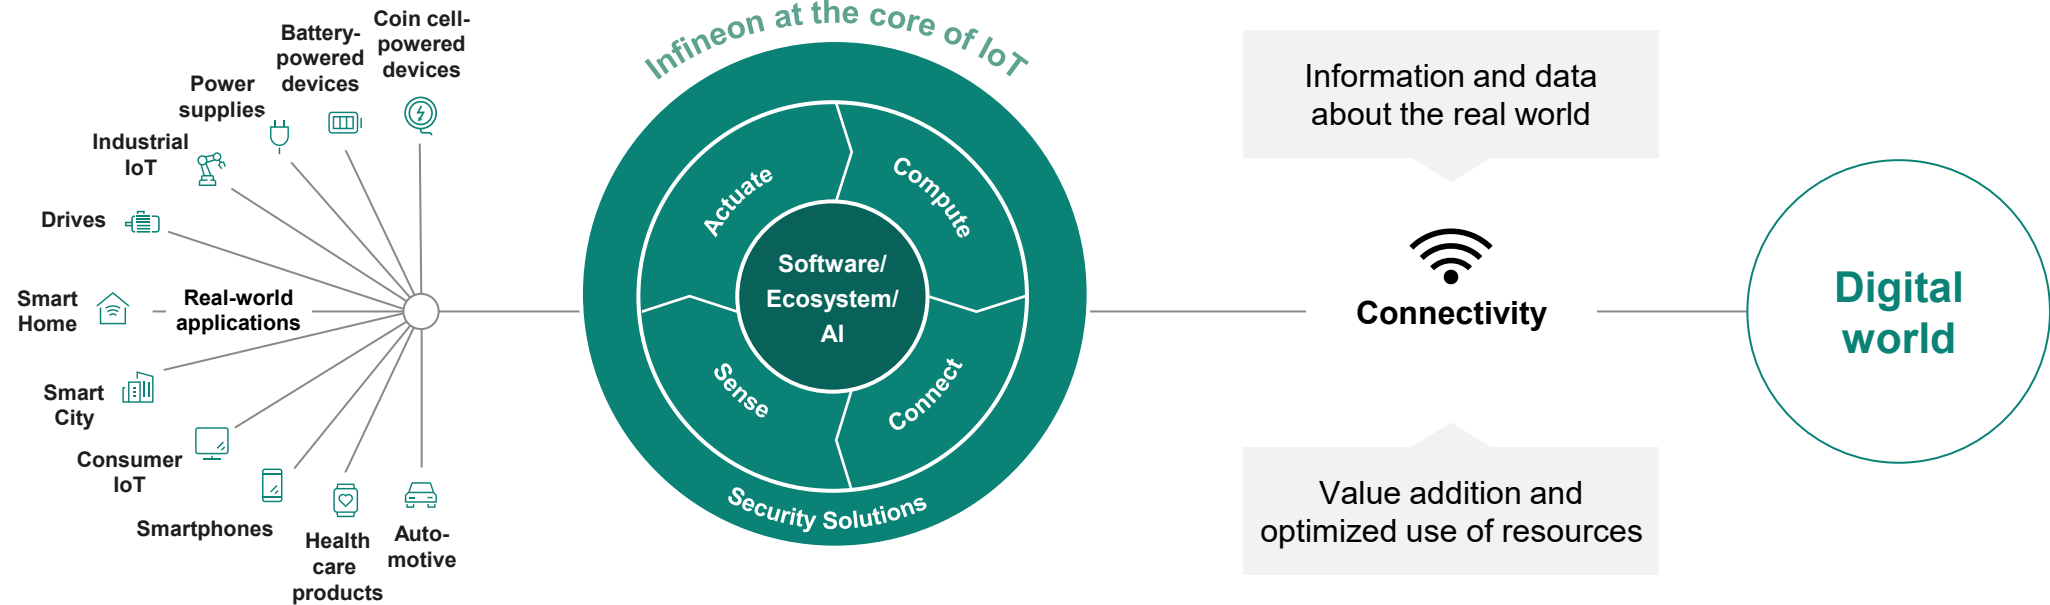 Coin cell-
powered
devices
Battery-
powered
devices
Power
supplies
Industrial
IoT
Drives
Smart
Home
Real-world
applications
Smart
City
Consumer
IoT
Smartphones
Health
care
products
Auto-
motive
Infineon at the core of IoT
Actuate
Compute
Software/
Ecosystem/
AI
Sense
Connect
Security Solutions
Information and data
about the real world
Connectivity
Value addition and
optimized use of resources
Digital
world